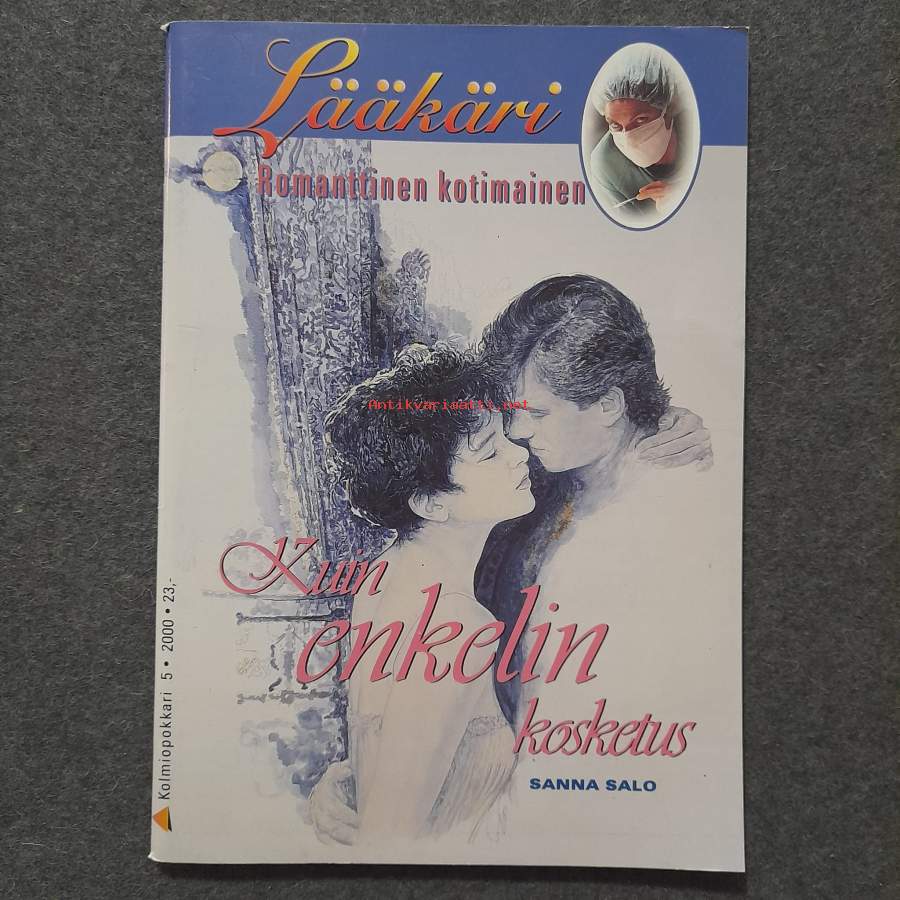 Lääkäri
Romanttinen kotimainen
Antikvariaatti.net
Kuin
enkelin
kosketus
SANNA SALO
Kolmiopokkari 5 • 2000 • 23,-